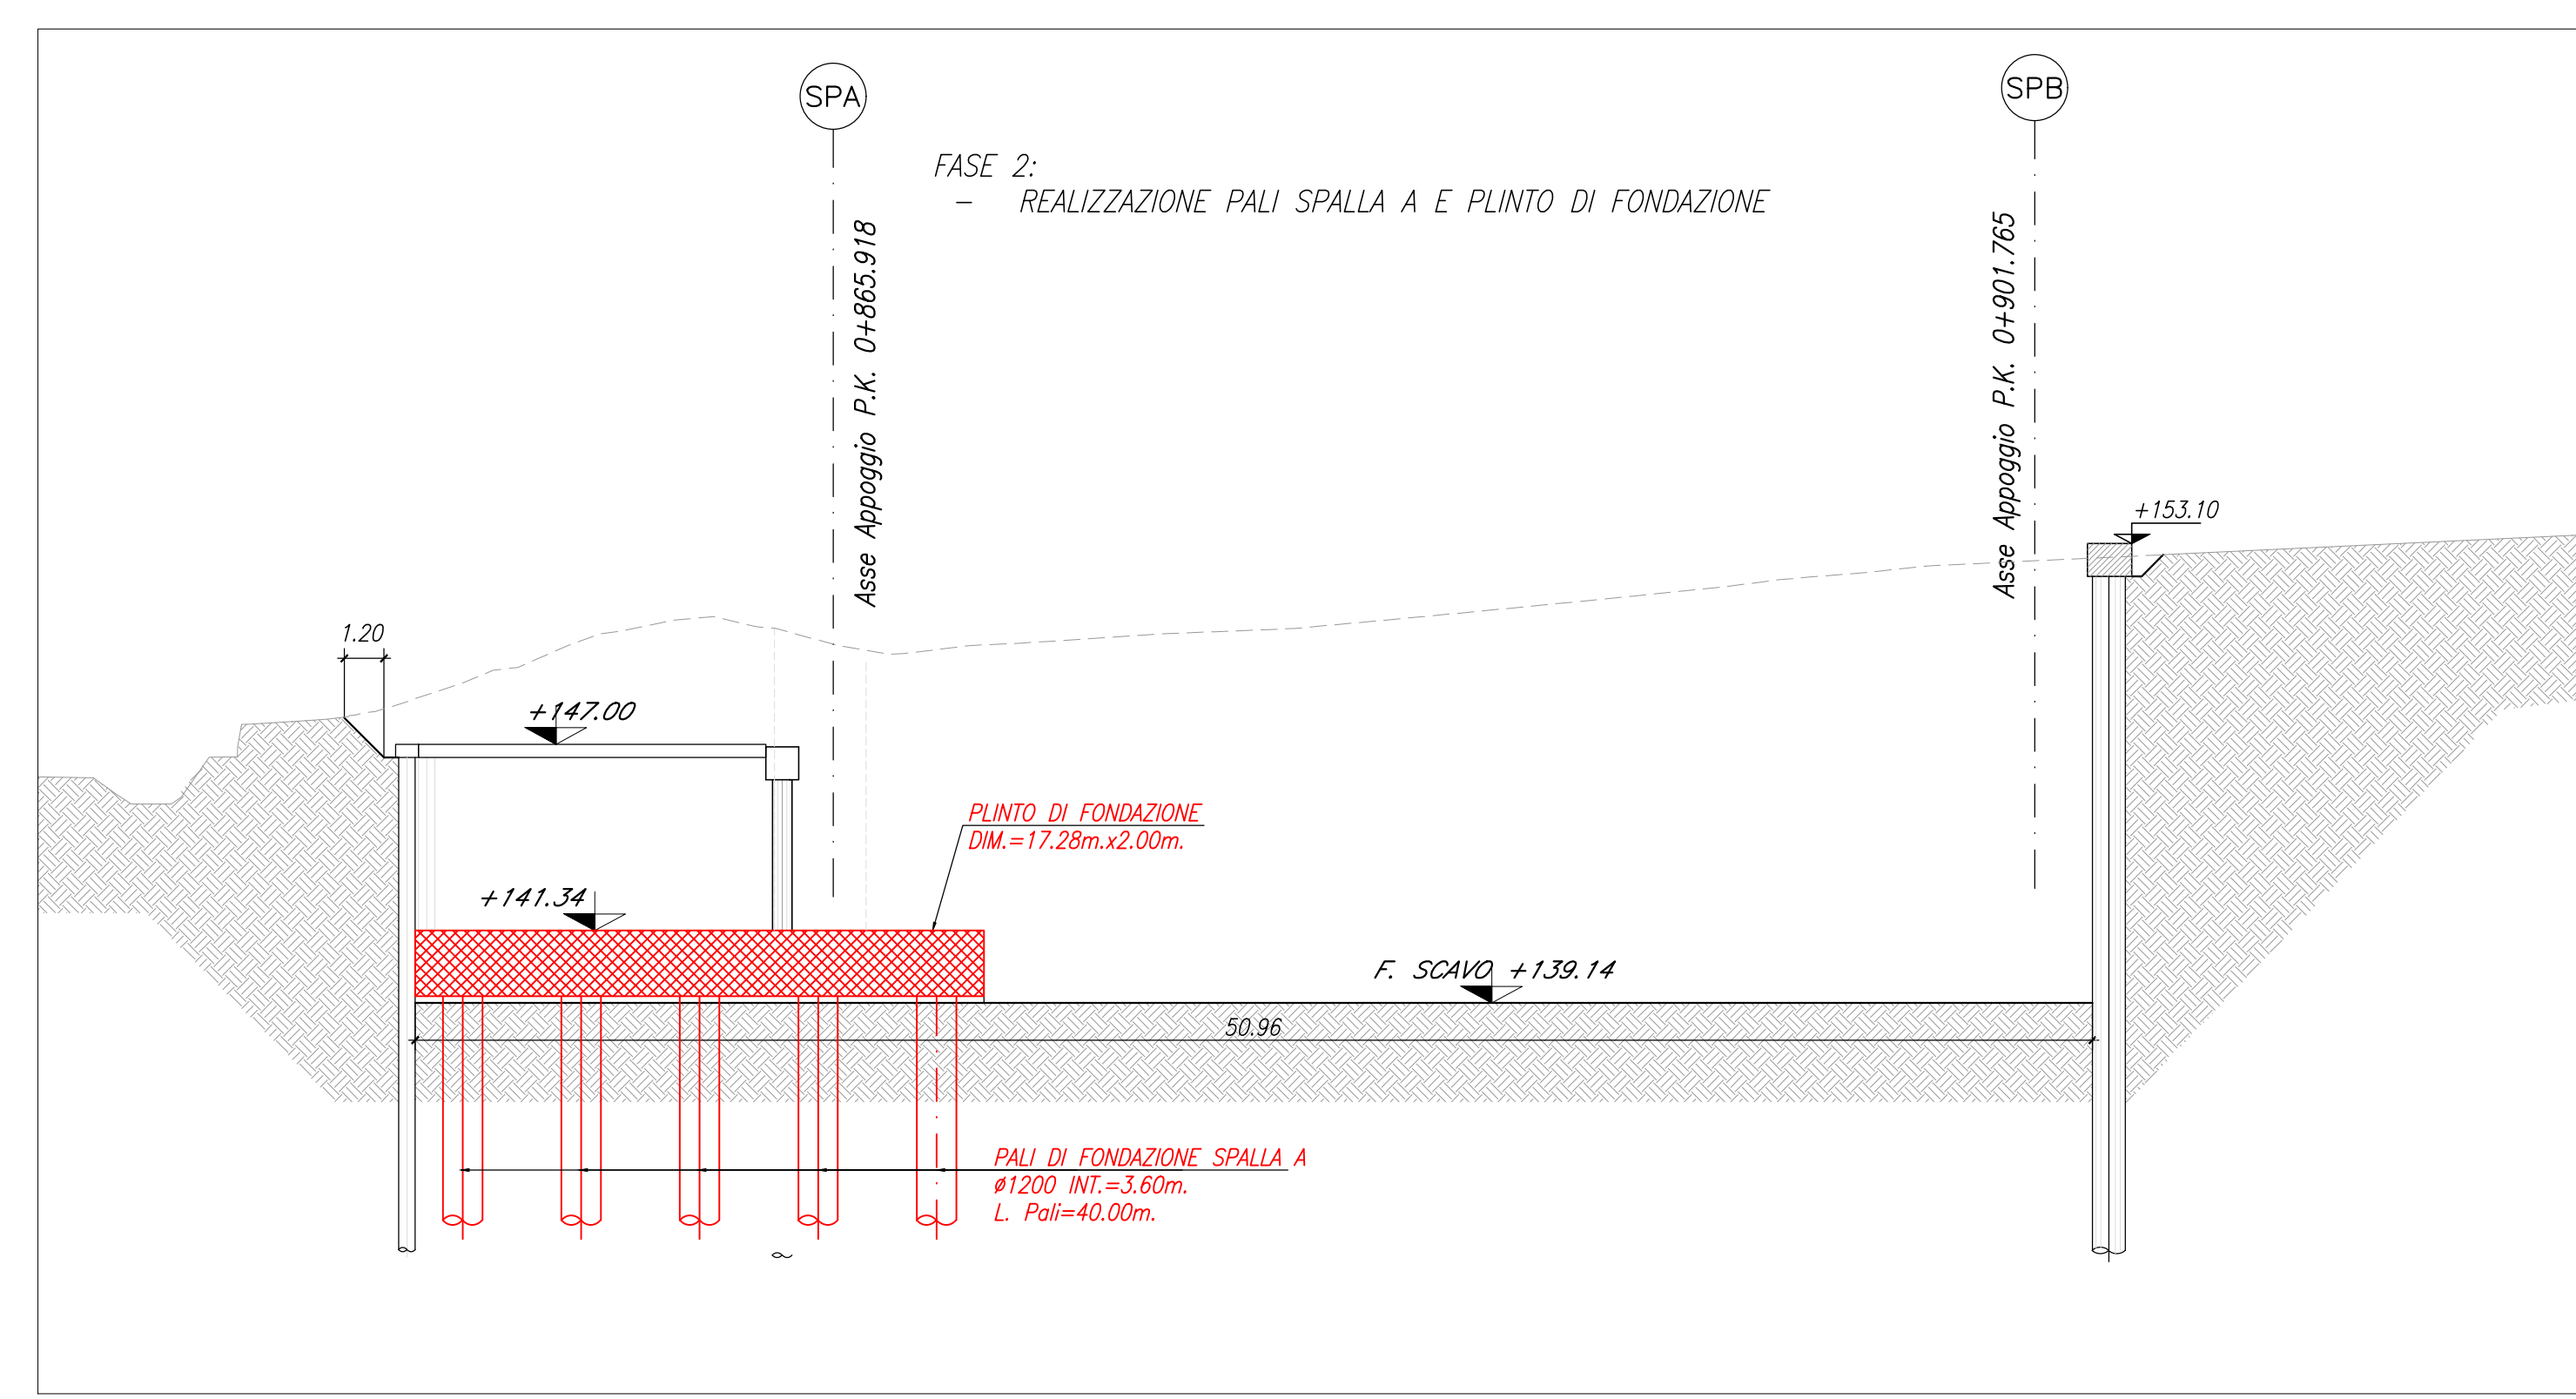 SPA
SPB
FASE 2:
– REALIZZAZIONE PALI SPALLA A E PLINTO DI FONDAZIONE
Asse Appoggio P.K. 0+865.918
Asse Appoggio P.K. 0+901.765
+153.10
1.20
+147.00
PLINTO DI FONDAZIONE
DIM.=17.28m.x2.00m.
+141.34
F. SCAVO +139.14
50.96
PALI DI FONDAZIONE SPALLA A
ø1200 INT.=3.60m.
L. Pali=40.00m.